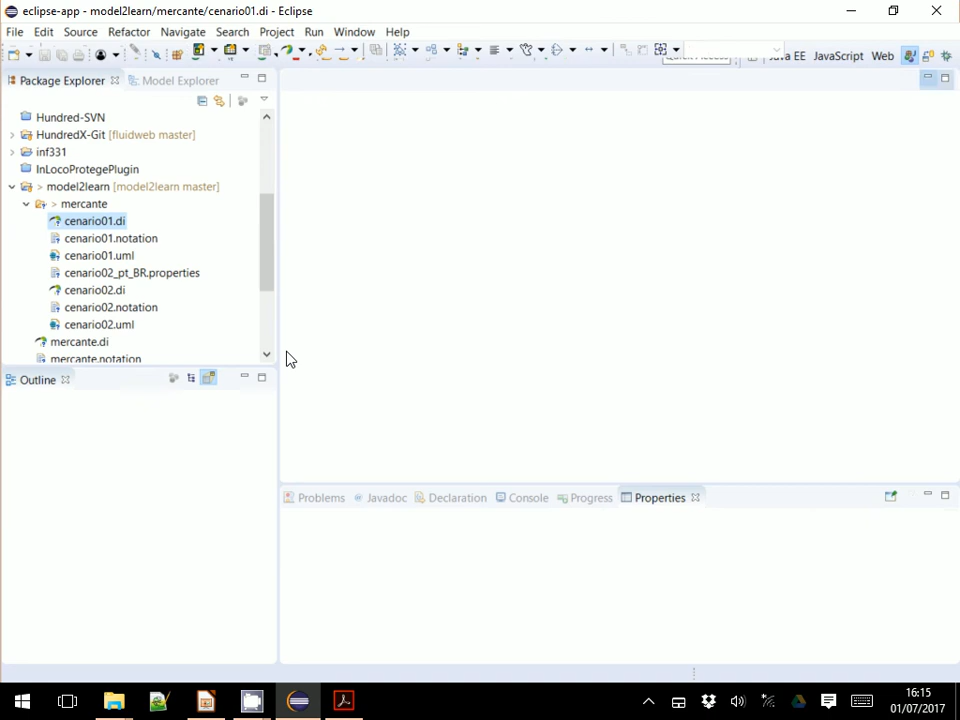 eclipse-app - model2learn/mercante/cenario01.di - Eclipse
File Edit Source Refactor Navigate Search Project Run Window Help
Java EE JavaScript Web
Package Explorer Model Explorer
Hundred-SVN
HundredX-Git [fluidweb master]
inf331
InLocoProtegePlugin
> model2learn [model2learn master]
> mercante
cenario01.di
cenario01.notation
cenario01.uml
cenario02_pt_BR.properties
cenario02.di
cenario02.notation
cenario02.uml
mercante.di
mercante.notation
Outline
Problems Javadoc Declaration Console Progress Properties
16:15
01/07/2017